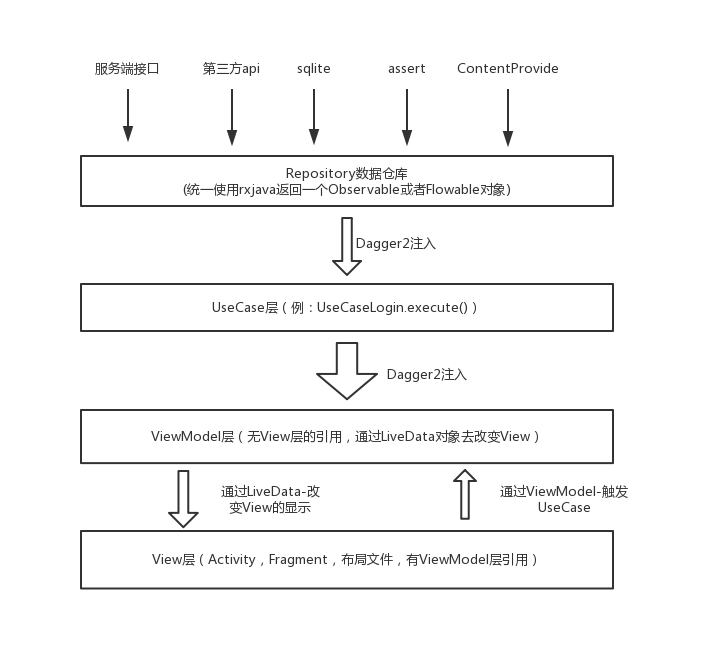 服务端接口 第三方api sqlite assert ContentProvide
Repository数据仓库
(统一使用rxjava返回一个Observable或者Flowable对象)
Dagger2注入
UseCase层（例：UseCaseLogin.execute()）
Dagger2注入
ViewModel层（无View层的引用，通过LiveData对象去改变View）
通过LiveData-改
变View的显示
通过ViewModel-触发
UseCase
View层（Activity，Fragment，布局文件，有ViewModel层引用）